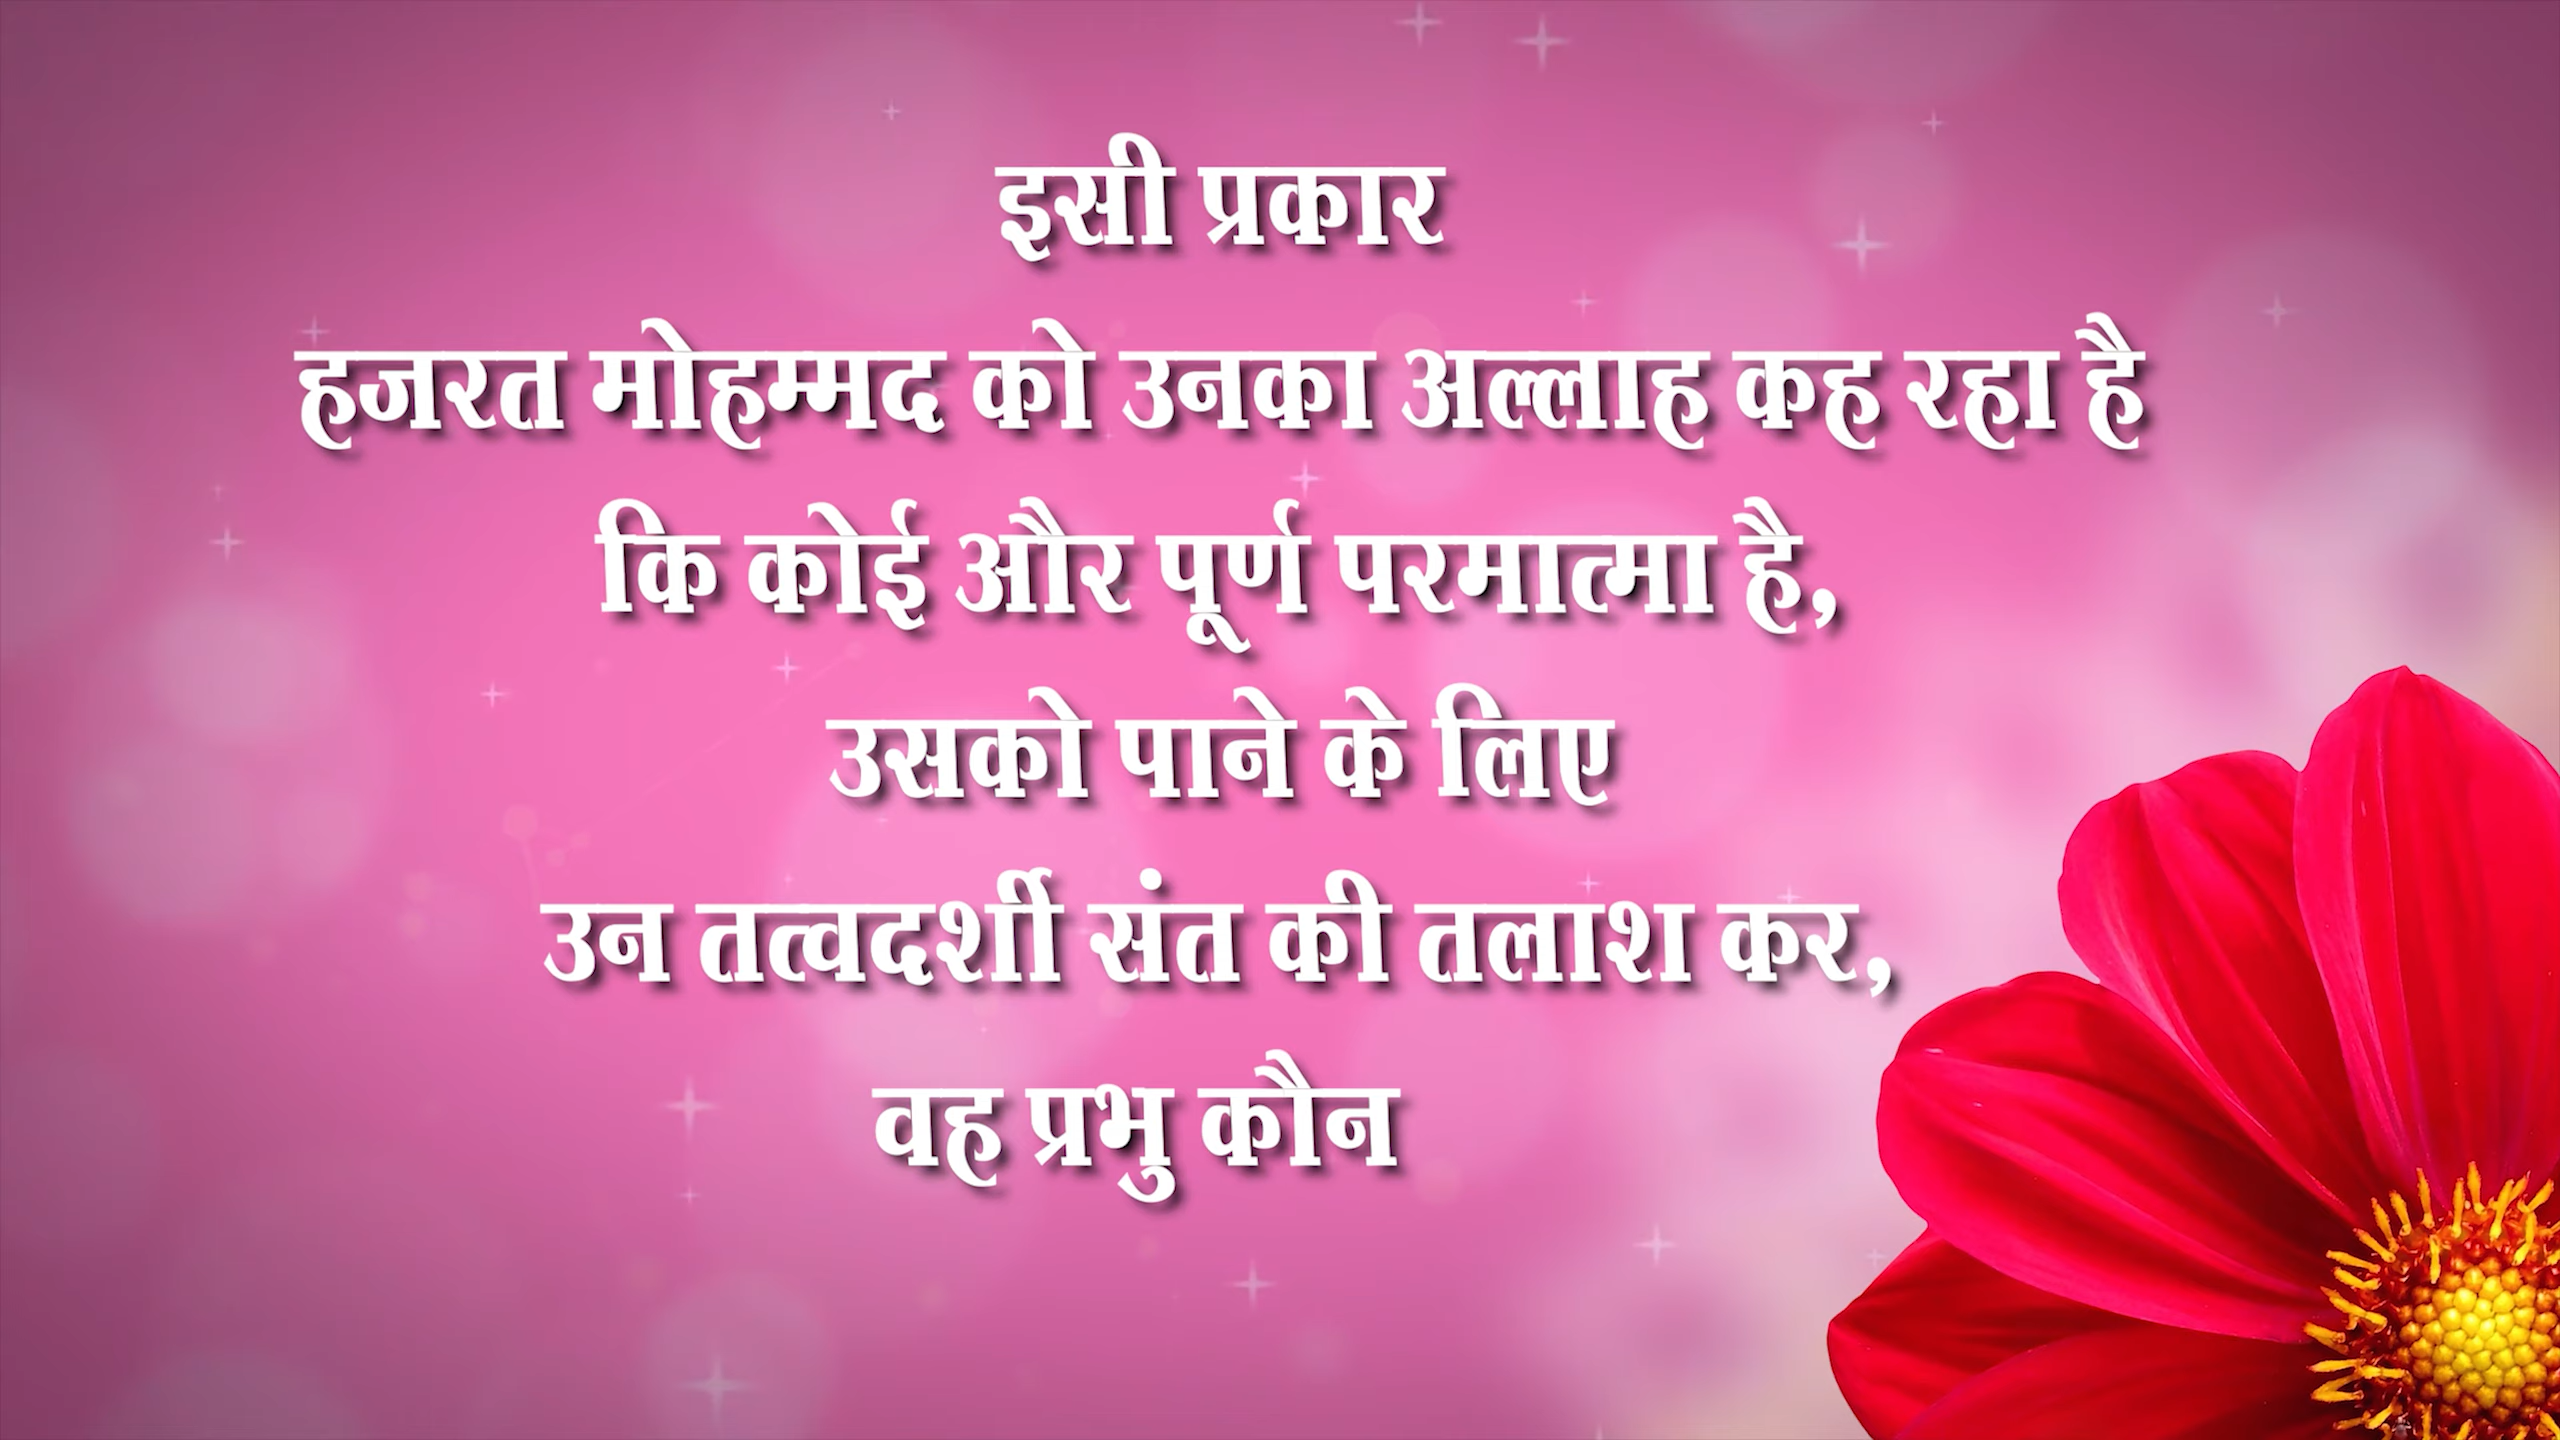 इसी प्रकार
हजरत मोहम्मद को उनका अल्लाह कह रहा है
कि कोई और पूर्ण परमात्मा है,
उसको पाने के लिए
उन तत्वदर्शी संत की तलाश कर,
वह प्रभु कौन